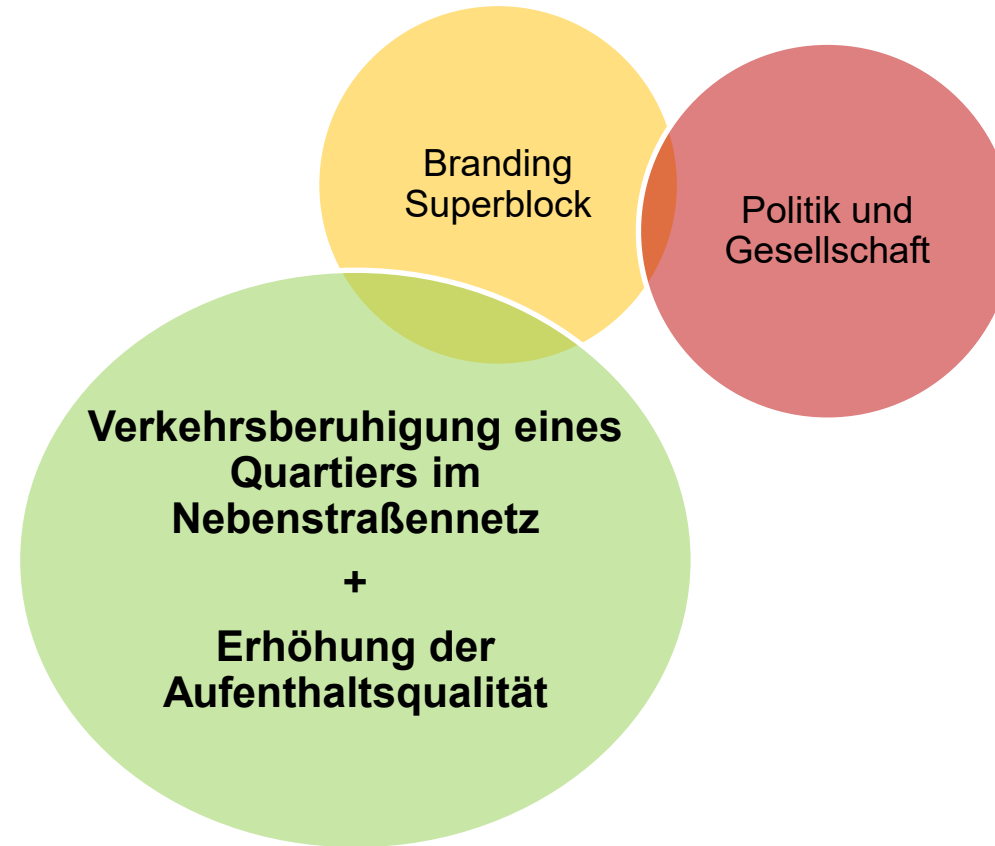 Branding
Superblock
Politik und
Gesellschaft
Verkehrsberuhigung eines
Quartiers im
Nebenstraßennetz
+
Erhöhung der
Aufenthaltsqualität